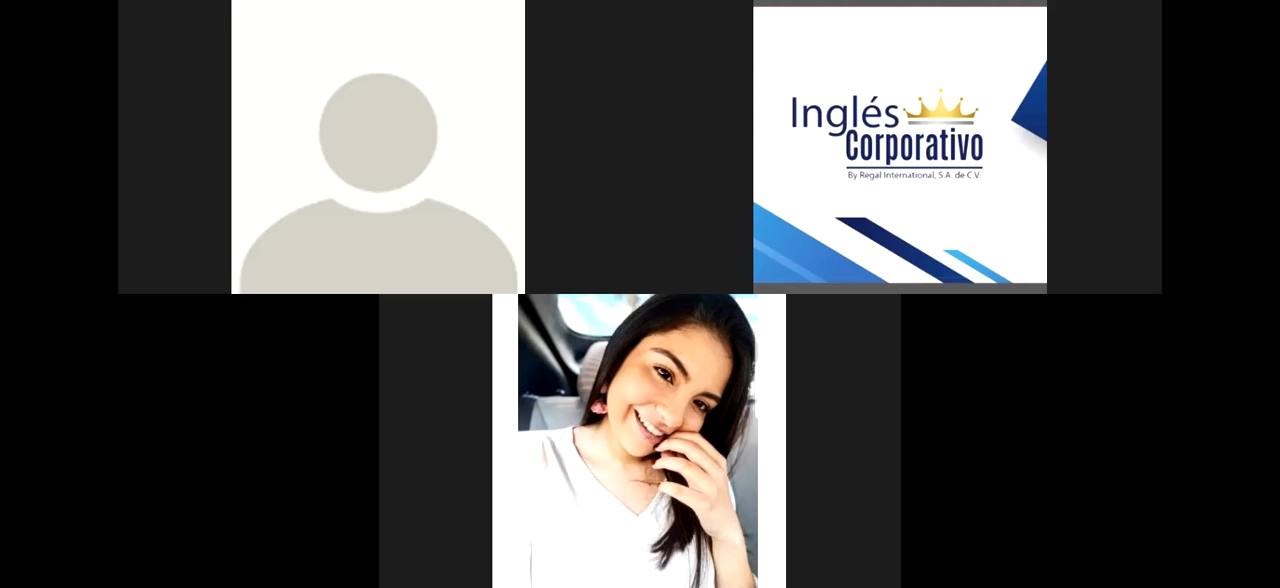 Inglés
Corporativo
By Regal International, S.A. de C.V.